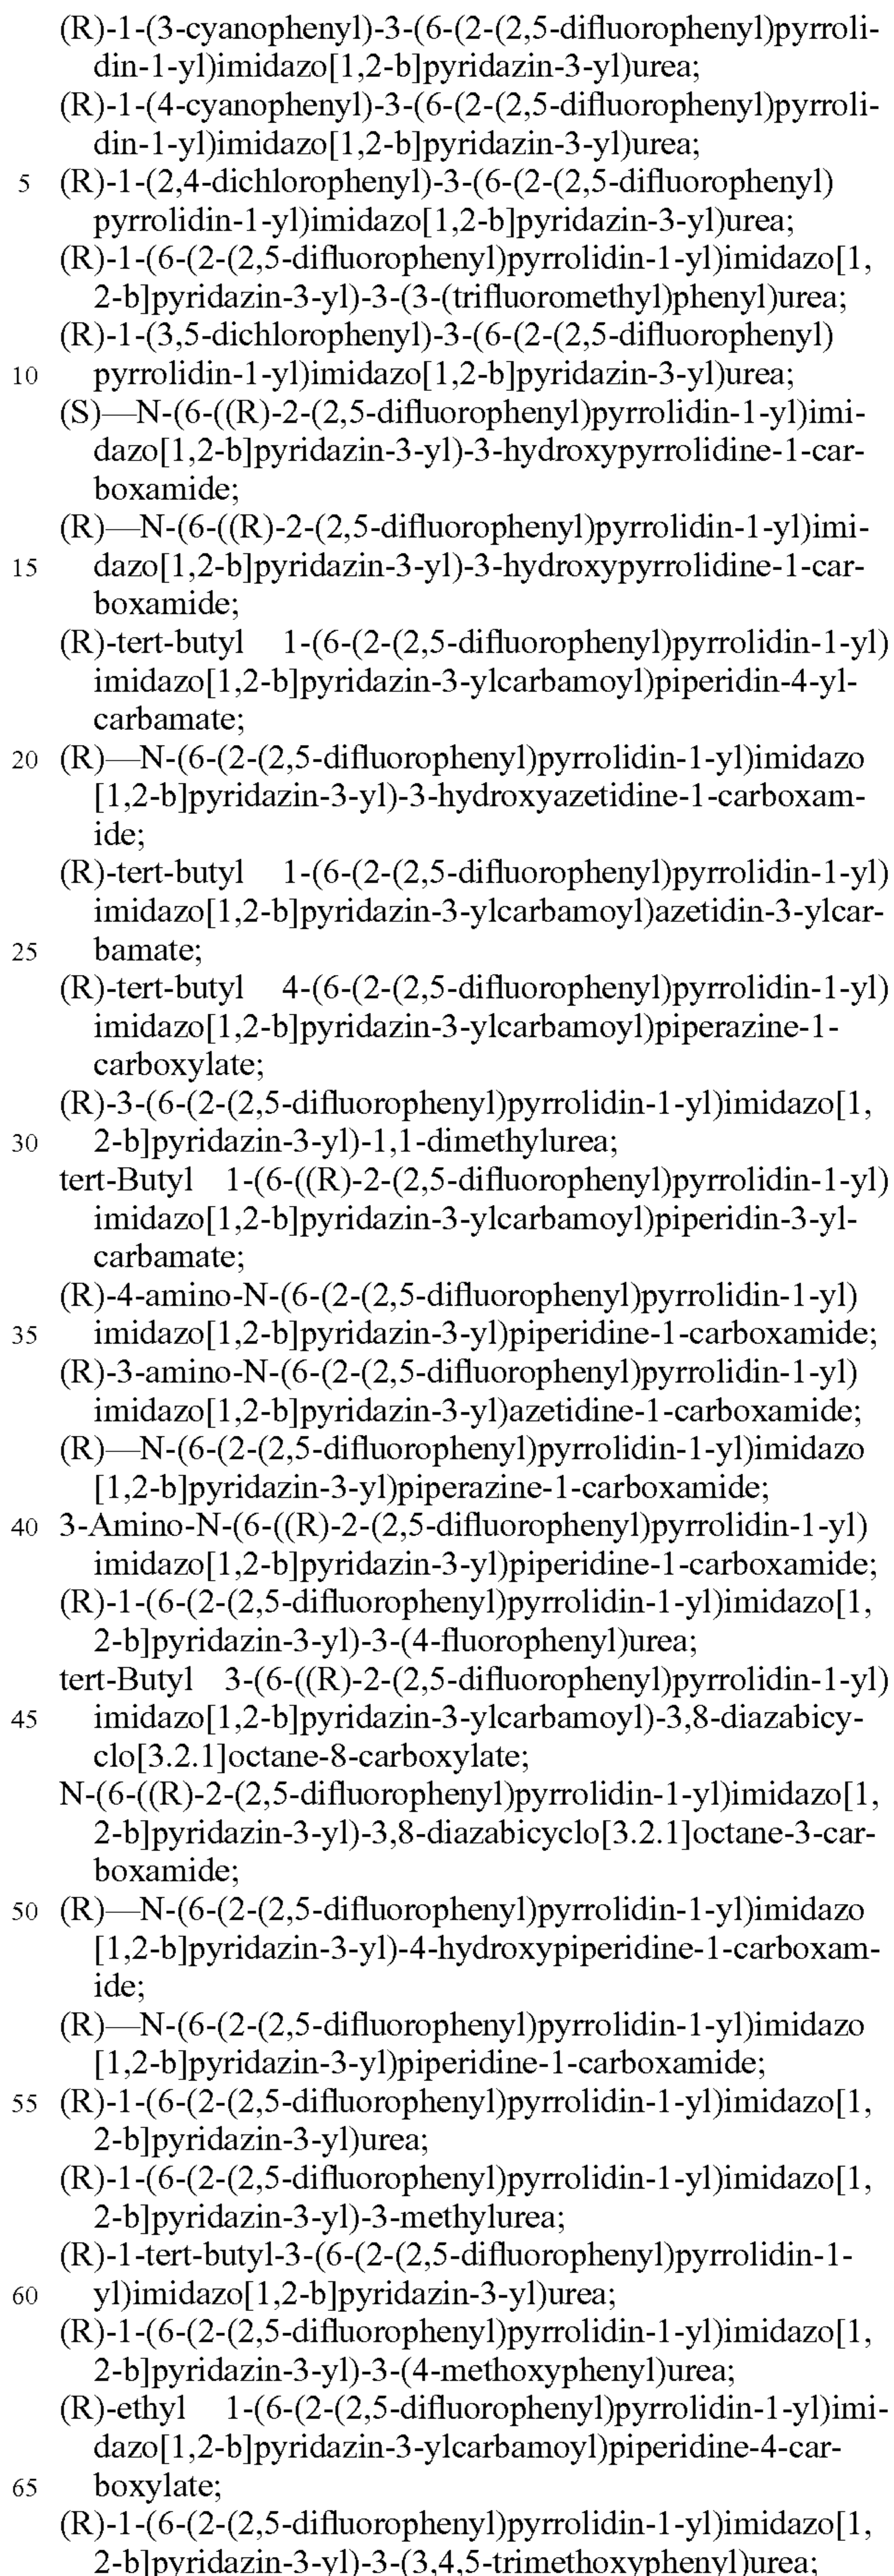 (R)-1-(3-cyanophenyl)-3-(6-(2-(2,5-difluorophenyl)pyrroli-
din-1-yl)imidazo[1,2-b]pyridazin-3-yl)urea;
(R)-1-(4-cyanophenyl)-3-(6-(2-(2,5-difluorophenyl)pyrroli-
din-1-yl)imidazo[1,2-b]pyridazin-3-yl)urea;
5 (R)-1-(2,4-dichlorophenyl)-3-(6-(2-(2,5-difluorophenyl)
pyrrolidin-1-yl)imidazo[1,2-b]pyridazin-3-yl)urea;
(R)-1-(6-(2-(2,5-difluorophenyl)pyrrolidin-1-yl)imidazo[1,
2-b]pyridazin-3-yl)-3-(3-(trifluoromethyl)phenyl)urea;
(R)-1-(3,5-dichlorophenyl)-3-(6-(2-(2,5-difluorophenyl)
10 pyrrolidin-1-yl)imidazo[1,2-b]pyridazin-3-yl)urea;
(S)—N-(6-((R)-2-(2,5-difluorophenyl)pyrrolidin-1-yl)imi-
dazo[1,2-b]pyridazin-3-yl)-3-hydroxypyrrolidine-1-car-
boxamide;
(R)—N-(6-((R)-2-(2,5-difluorophenyl)pyrrolidin-1-yl)imi-
15 dazo[1,2-b]pyridazin-3-yl)-3-hydroxypyrrolidine-1-car-
boxamide;
(R)-tert-butyl 1-(6-(2-(2,5-difluorophenyl)pyrrolidin-1-yl)
imidazo[1,2-b]pyridazin-3-ylcarbamoyl)piperidin-4-yl-
carbamate;
20 (R)—N-(6-(2-(2,5-difluorophenyl)pyrrolidin-1-yl)imidazo
[1,2-b]pyridazin-3-yl)-3-hydroxyazetidine-1-carboxam-
ide;
(R)-tert-butyl 1-(6-(2-(2,5-difluorophenyl)pyrrolidin-1-yl)
imidazo[1,2-b]pyridazin-3-ylcarbamoyl)azetidin-3-ylcar-
25 bamate;
(R)-tert-butyl 4-(6-(2-(2,5-difluorophenyl)pyrrolidin-1-yl)
imidazo[1,2-b]pyridazin-3-ylcarbamoyl)piperazine-1-
carboxylate;
(R)-3-(6-(2-(2,5-difluorophenyl)pyrrolidin-1-yl)imidazo[1,
30 2-b]pyridazin-3-yl)-1,1-dimethylurea;
tert-Butyl 1-(6-((R)-2-(2,5-difluorophenyl)pyrrolidin-1-yl)
imidazo[1,2-b]pyridazin-3-ylcarbamoyl)piperidin-3-yl-
carbamate;
(R)-4-amino-N-(6-(2-(2,5-difluorophenyl)pyrrolidin-1-yl)
35 imidazo[1,2-b]pyridazin-3-yl)piperidine-1-carboxamide;
(R)-3-amino-N-(6-(2-(2,5-difluorophenyl)pyrrolidin-1-yl)
imidazo[1,2-b]pyridazin-3-yl)azetidine-1-carboxamide;
(R)—N-(6-(2-(2,5-difluorophenyl)pyrrolidin-1-yl)imidazo
[1,2-b]pyridazin-3-yl)piperazine-1-carboxamide;
40 3-Amino-N-(6-((R)-2-(2,5-difluorophenyl)pyrrolidin-1-yl)
imidazo[1,2-b]pyridazin-3-yl)piperidine-1-carboxamide;
(R)-1-(6-(2-(2,5-difluorophenyl)pyrrolidin-1-yl)imidazo[1,
2-b]pyridazin-3-yl)-3-(4-fluorophenyl)urea;
tert-Butyl 3-(6-((R)-2-(2,5-difluorophenyl)pyrrolidin-1-yl)
45 imidazo[1,2-b]pyridazin-3-ylcarbamoyl)-3,8-diazabicy-
clo[3.2.1]octane-8-carboxylate;
N-(6-((R)-2-(2,5-difluorophenyl)pyrrolidin-1-yl)imidazo[1,
2-b]pyridazin-3-yl)-3,8-diazabicyclo[3.2.1]octane-3-car-
boxamide;
50 (R)—N-(6-(2-(2,5-difluorophenyl)pyrrolidin-1-yl)imidazo
[1,2-b]pyridazin-3-yl)-4-hydroxypiperidine-1-carboxam-
ide;
(R)—N-(6-(2-(2,5-difluorophenyl)pyrrolidin-1-yl)imidazo
[1,2-b]pyridazin-3-yl)piperidine-1-carboxamide;
55 (R)-1-(6-(2-(2,5-difluorophenyl)pyrrolidin-1-yl)imidazo[1,
2-b]pyridazin-3-yl)urea;
(R)-1-(6-(2-(2,5-difluorophenyl)pyrrolidin-1-yl)imidazo[1,
2-b]pyridazin-3-yl)-3-methylurea;
(R)-1-tert-butyl-3-(6-(2-(2,5-difluorophenyl)pyrrolidin-1-
60 yl)imidazo[1,2-b]pyridazin-3-yl)urea;
(R)-1-(6-(2-(2,5-difluorophenyl)pyrrolidin-1-yl)imidazo[1,
2-b]pyridazin-3-yl)-3-(4-methoxyphenyl)urea;
(R)-ethyl 1-(6-(2-(2,5-difluorophenyl)pyrrolidin-1-yl)imi-
dazo[1,2-b]pyridazin-3-ylcarbamoyl)piperidine-4-car-
65 boxylate;
(R)-1-(6-(2-(2,5-difluorophenyl)pyrrolidin-1-yl)imidazo[1,
2-b]pyridazin-3-yl)-3-(3,4,5-trimethoxyphenyl)urea;